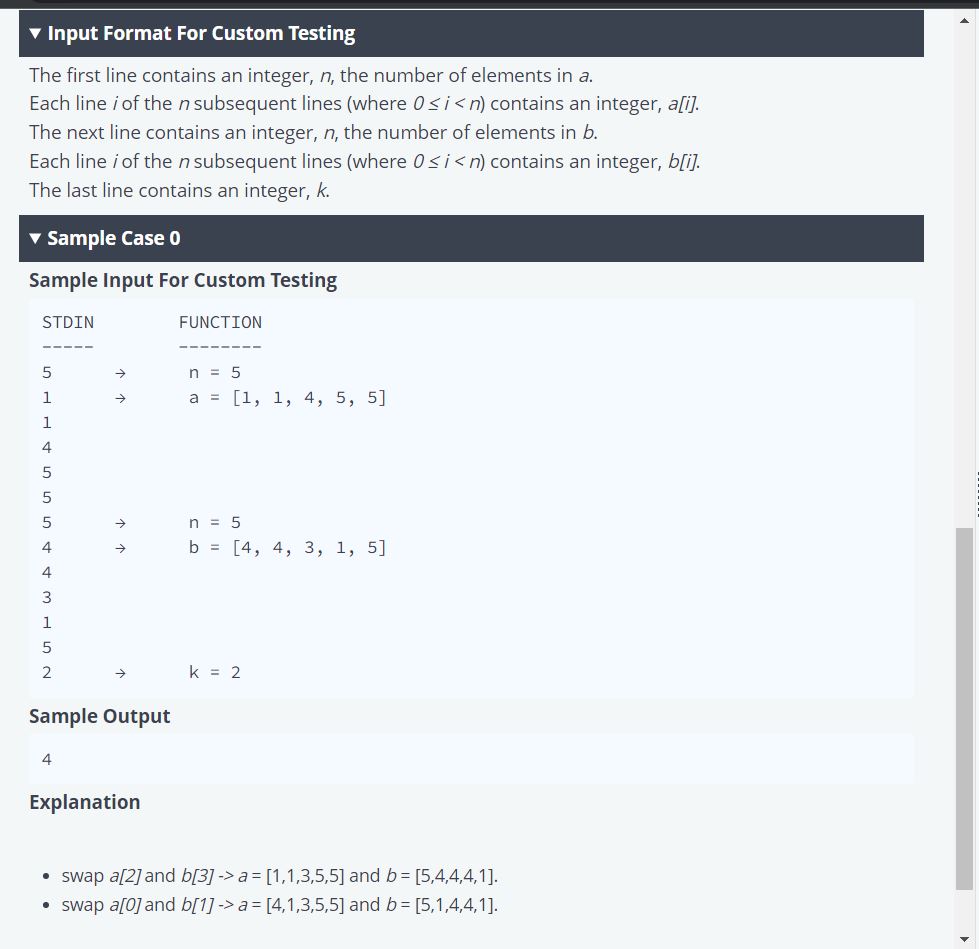 ▼ Input Format For Custom Testing
The first line contains an integer, n, the number of elements in a.
Each line i of the n subsequent lines (where 0 ≤ i < n) contains an integer, a[i].
The next line contains an integer, n, the number of elements in b.
Each line i of the n subsequent lines (where 0 ≤ i < n) contains an integer, b[i].
The last line contains an integer, k.
▼ Sample Case 0
Sample Input For Custom Testing
STDIN        FUNCTION
-----        --------
5      →      n = 5
1      →      a = [1, 1, 4, 5, 5]
1
4
5
5
5      →      n = 5
4      →      b = [4, 4, 3, 1, 5]
4
3
1
5
2      →      k = 2
Sample Output
4
Explanation
• swap a[2] and b[3] -> a = [1,1,3,5,5] and b = [5,4,4,4,1].
• swap a[0] and b[1] -> a = [4,1,3,5,5] and b = [5,1,4,4,1].